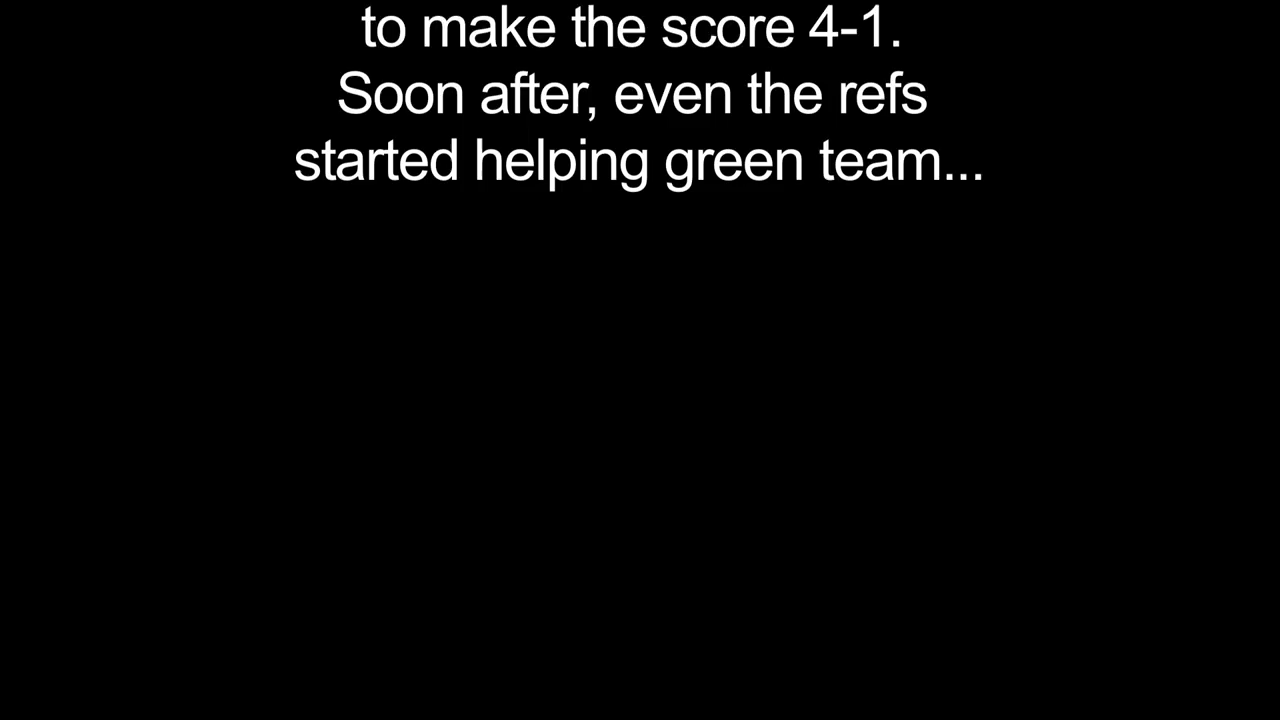 to make the score 4-1.
Soon after, even the refs
started helping green team...